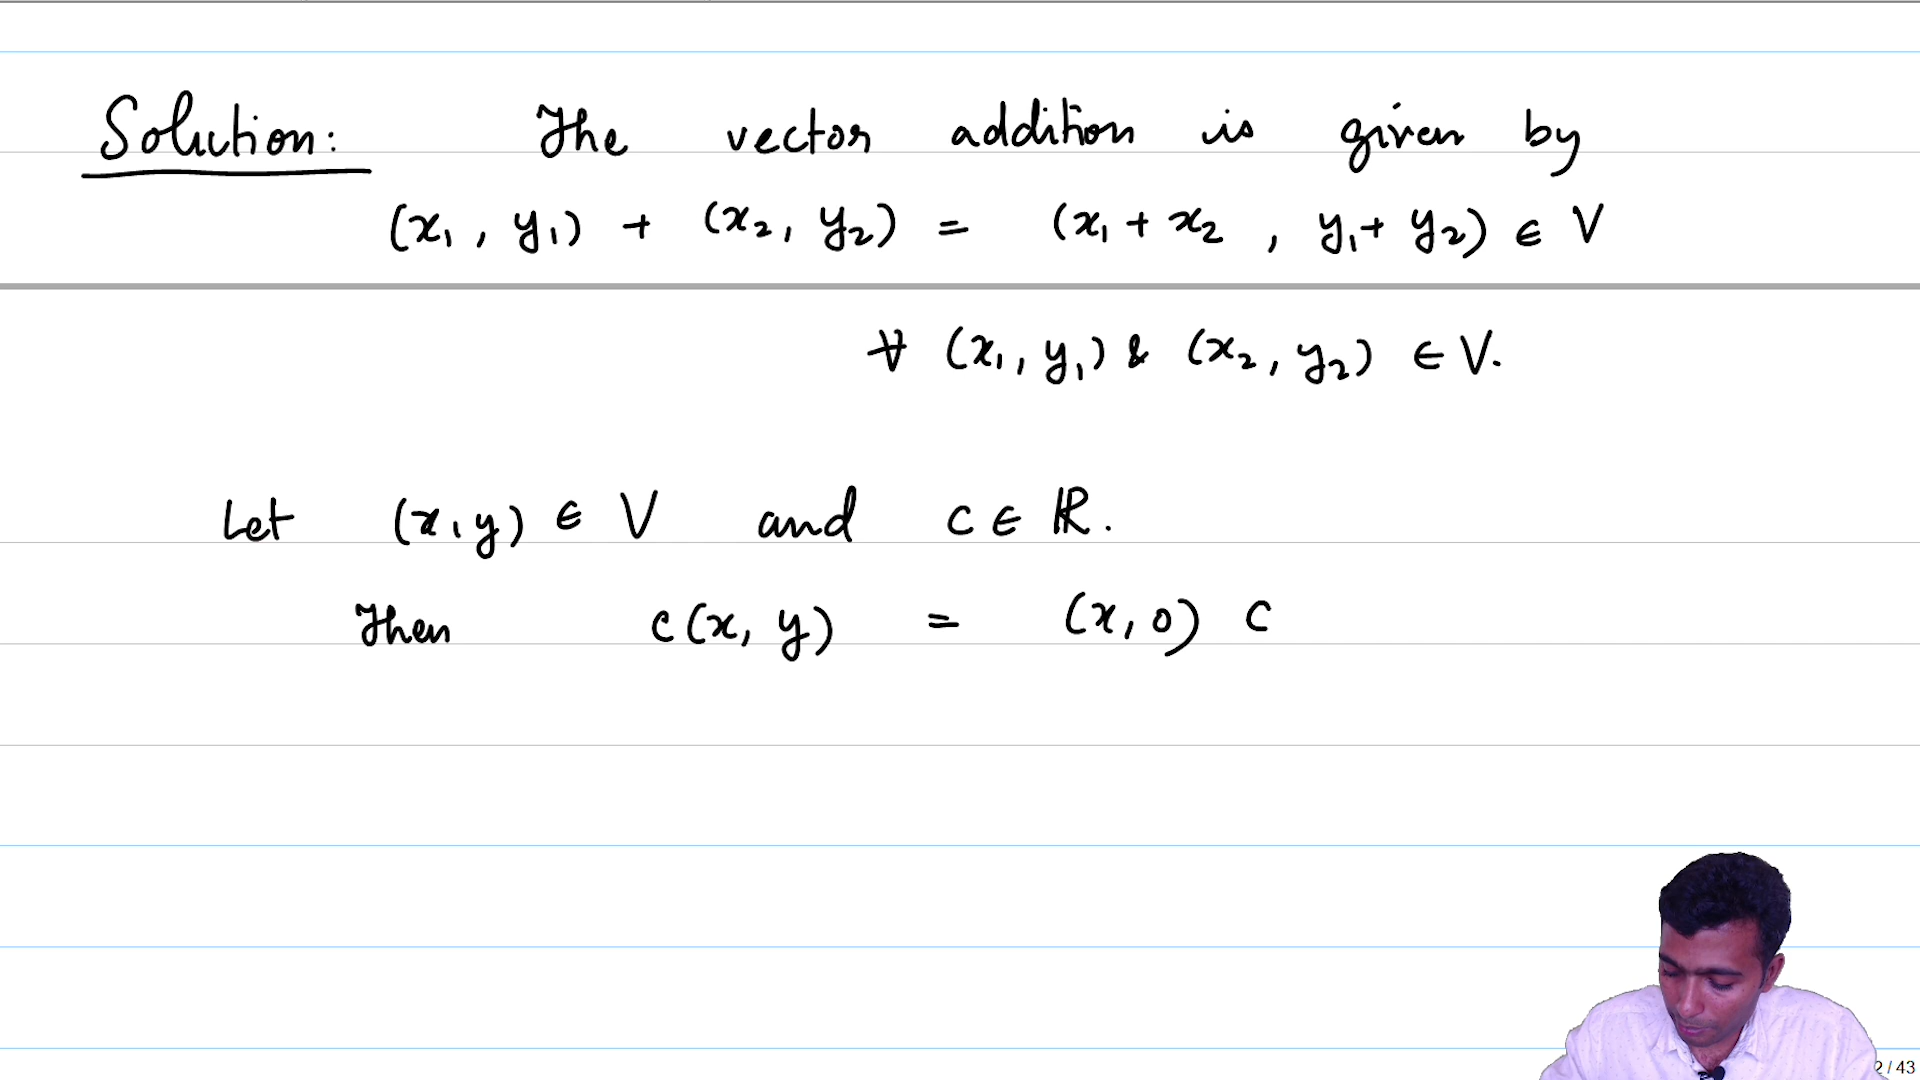 Solution: The vector addition is given by
(x₁, y₁) + (x₂, y₂) = (x₁ + x₂, y₁ + y₂) ∈ V
∀ (x₁, y₁) & (x₂, y₂) ∈ V.
Let (x, y) ∈ V and c ∈ ℝ.
Then c(x, y) = (x, 0) c
2/43